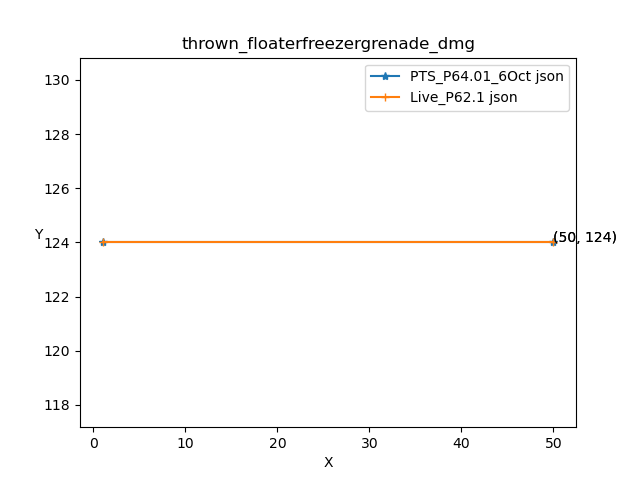 thrown_floaterfreezergrenade_dmg
PTS_P64.01_6Oct json
Live_P62.1 json
130
128
126
Y
124
(50, 124)
122
120
118
0 10 20 30 40 50
X